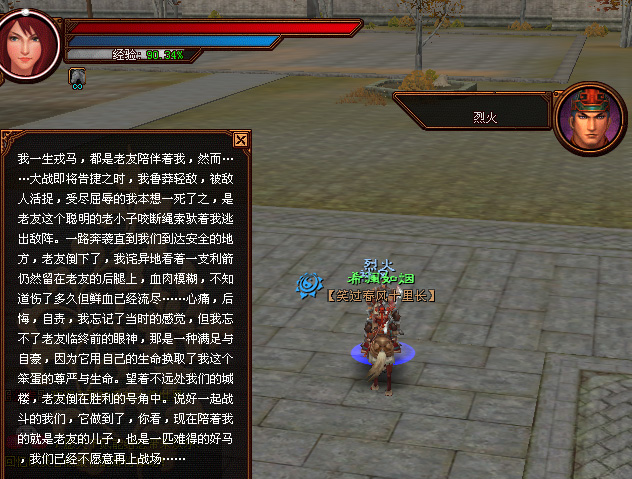 经验: 90.34%
烈火
我一生戎马，都是老友陪伴着我，然而…
…大战即将告捷之时，我鲁莽轻敌，被敌
人活捉，受尽屈辱的我本想一死了之，是
老友这个聪明的老小子咬断绳索驮着我逃
出敌阵。一路奔袭直到我们到达安全的地
方，老友倒下了，我诧异地看着一支利箭
仍然留在老友的后腿上，血肉模糊，不知
道伤了多久但鲜血已经流尽……心痛，后
悔，自责，我忘记了当时的感觉，但我忘
不了老友临终前的眼神，那是一种满足与
自豪，因为它用自己的生命换取了我这个
笨蛋的尊严与生命。望着不远处我们的城
楼，老友倒在胜利的号角中。说好一起战
斗的我们，它做到了，你看，现在陪着我
的就是老友的儿子，也是一匹难得的好马
，我们已经不愿意再上战场……
烈火
【笑过春风十里长】